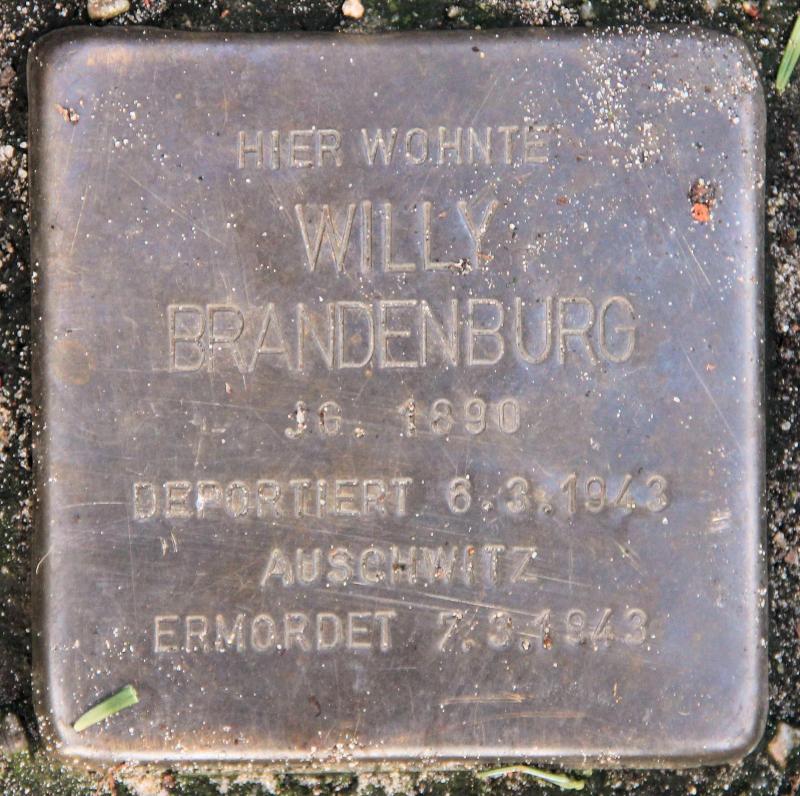 HIER WOHNTE
WILLY
BRANDENBURG
JG. 1890
DEPORTIERT 6.3.1943
AUSCHWITZ
ERMORDET 7.3.1943